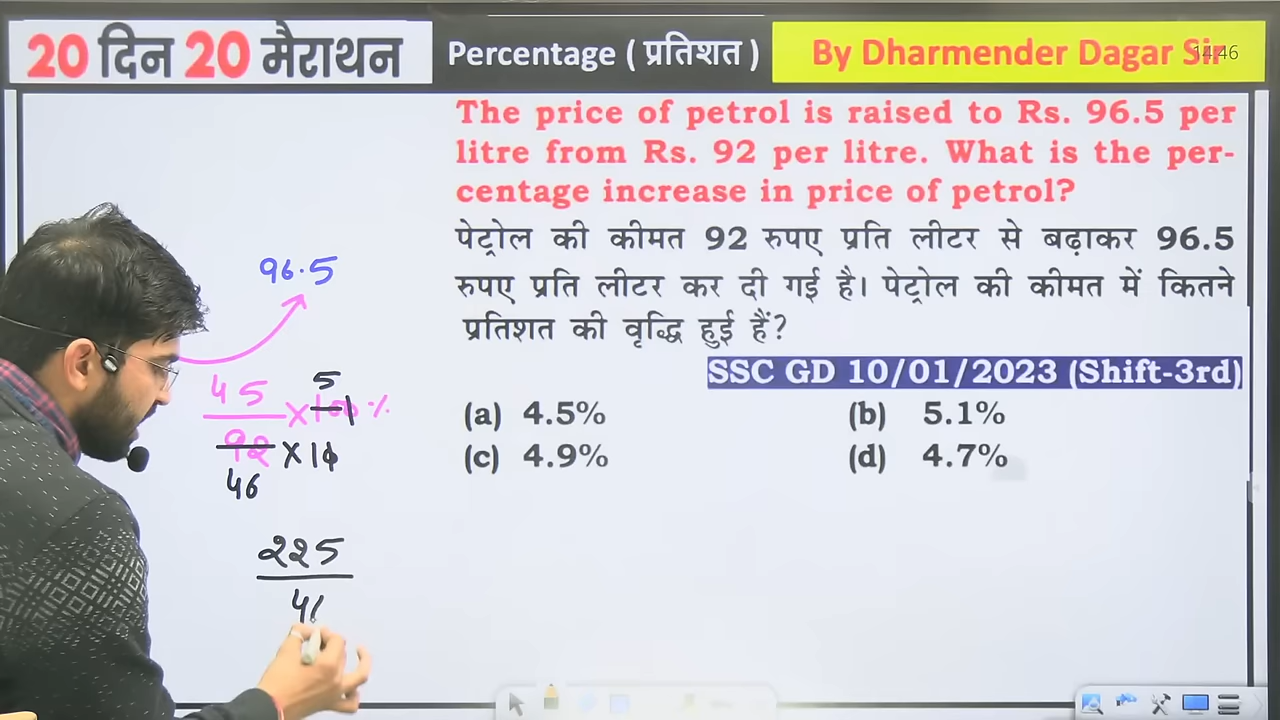 20 दिन 20 मैराथन
Percentage ( प्रतिशत )
By Dharmender Dagar Sir
14:46
The price of petrol is raised to Rs. 96.5 per
litre from Rs. 92 per litre. What is the per-
centage increase in price of petrol?
पेट्रोल की कीमत 92 रुपए प्रति लीटर से बढ़ाकर 96.5
रुपए प्रति लीटर कर दी गई है। पेट्रोल की कीमत में कितने
प्रतिशत की वृद्धि हुई हैं?
SSC GD 10/01/2023 (Shift-3rd)
(a) 4.5%
(b) 5.1%
(c) 4.9%
(d) 4.7%
96.5
5
45
× 100 %
92 × 10
46
225